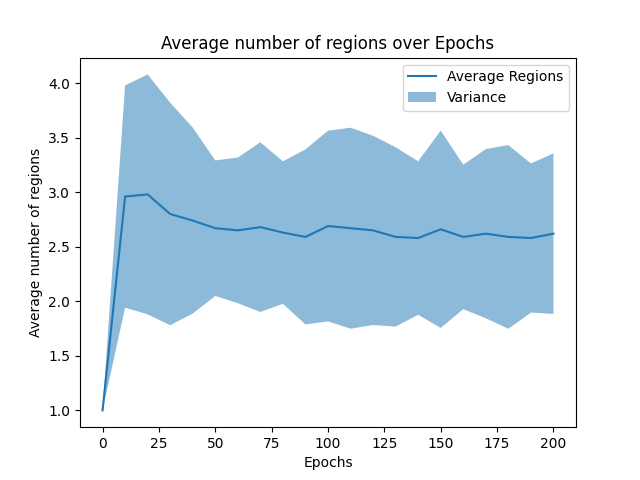 Average number of regions over Epochs
Average Regions
Variance
Average number of regions
4.0
3.5
3.0
2.5
2.0
1.5
1.0
0 25 50 75 100 125 150 175 200
Epochs